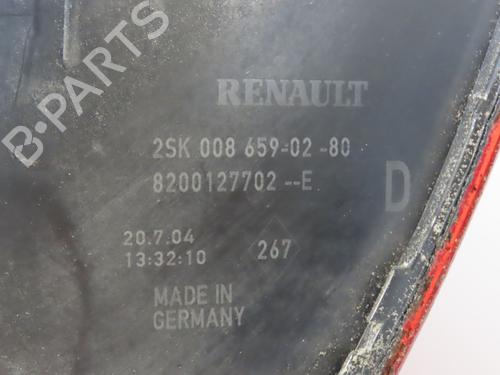 RENAULT
2SK 008 659-02-80
8200127702--E
D
20.7.04
13:32:10
267
MADE IN
GERMANY
B-PARTS